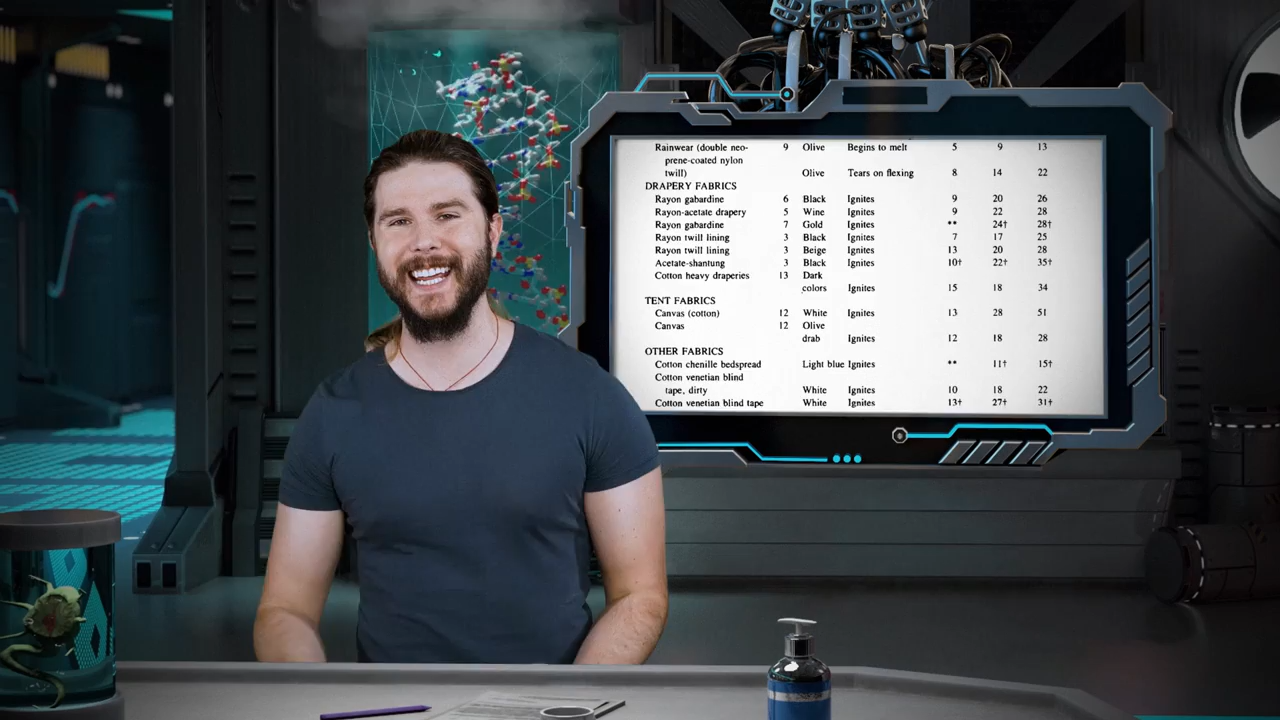 Rainwear (double neo- 9 Olive Begins to melt 5 9 13
prene-coated nylon
twill) Olive Tears on flexing 8 14 22
DRAPERY FABRICS
Rayon gabardine 6 Black Ignites 9 20 26
Rayon-acetate drapery 5 Wine Ignites 9 22 28
Rayon gabardine 7 Gold Ignites ** 24† 28†
Rayon twill lining 3 Black Ignites 7 17 25
Rayon twill lining 3 Beige Ignites 13 20 28
Acetate-shantung 3 Black Ignites 10† 22† 35†
Cotton heavy draperies 13 Dark
colors Ignites 15 18 34
TENT FABRICS
Canvas (cotton) 12 White Ignites 13 28 51
Canvas 12 Olive
drab Ignites 12 18 28
OTHER FABRICS
Cotton chenille bedspread Light blue Ignites ** 11† 15†
Cotton venetian blind
tape, dirty White Ignites 10 18 22
Cotton venetian blind tape White Ignites 13† 27† 31†